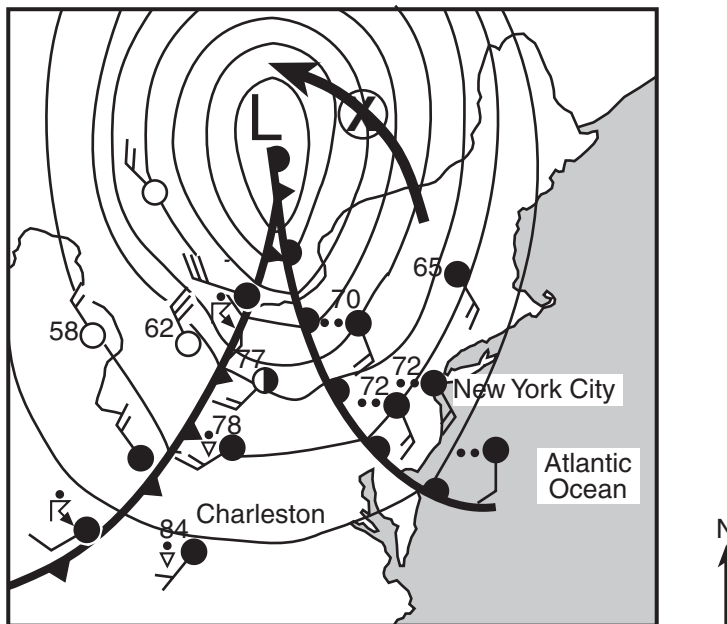 L
X
65
70
58
62
77
72
72
New York City
78
Atlantic
Ocean
Charleston
84
N